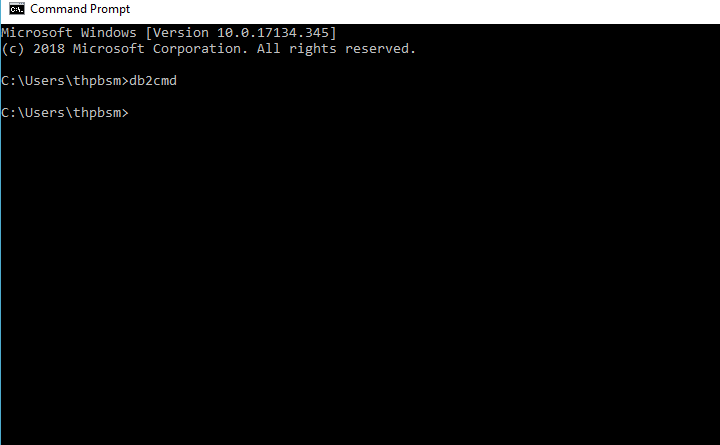 Command Prompt
Microsoft Windows [Version 10.0.17134.345]
(c) 2018 Microsoft Corporation. All rights reserved.
C:\Users\thpbsm>db2cmd
C:\Users\thpbsm>